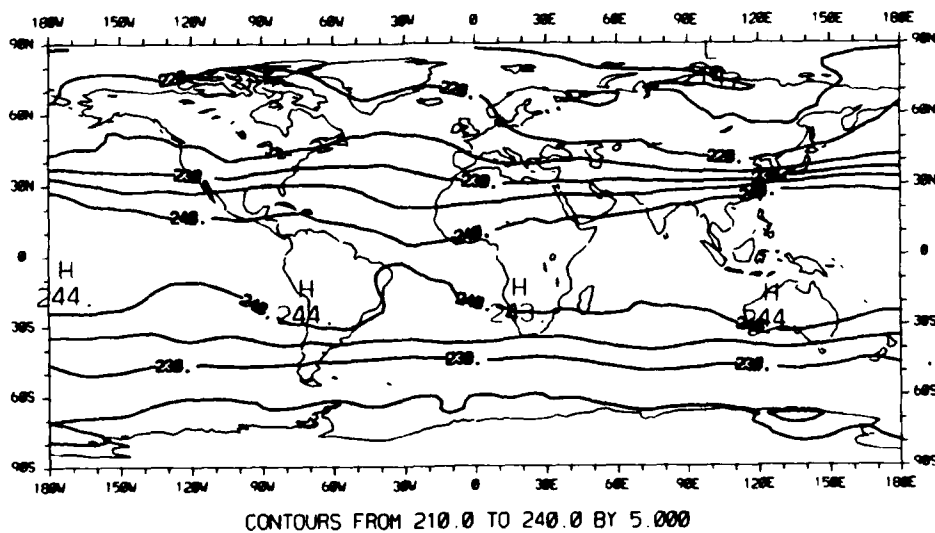 180W 150W 120W 90W 60W 30W 0 30E 60E 90E 120E 150E 180E
90N 90N
L
220. 220.
60N 60N
220.
230. 230.
30N 30N
240. 240.
0 0
H H H H
244. 240. 244. 240. 243. 244.
30S 30S
230. 230. 230.
60S 60S
90S 90S
180W 150W 120W 90W 60W 30W 0 30E 60E 90E 120E 150E 180E
CONTOURS FROM 210.0 TO 240.0 BY 5.000